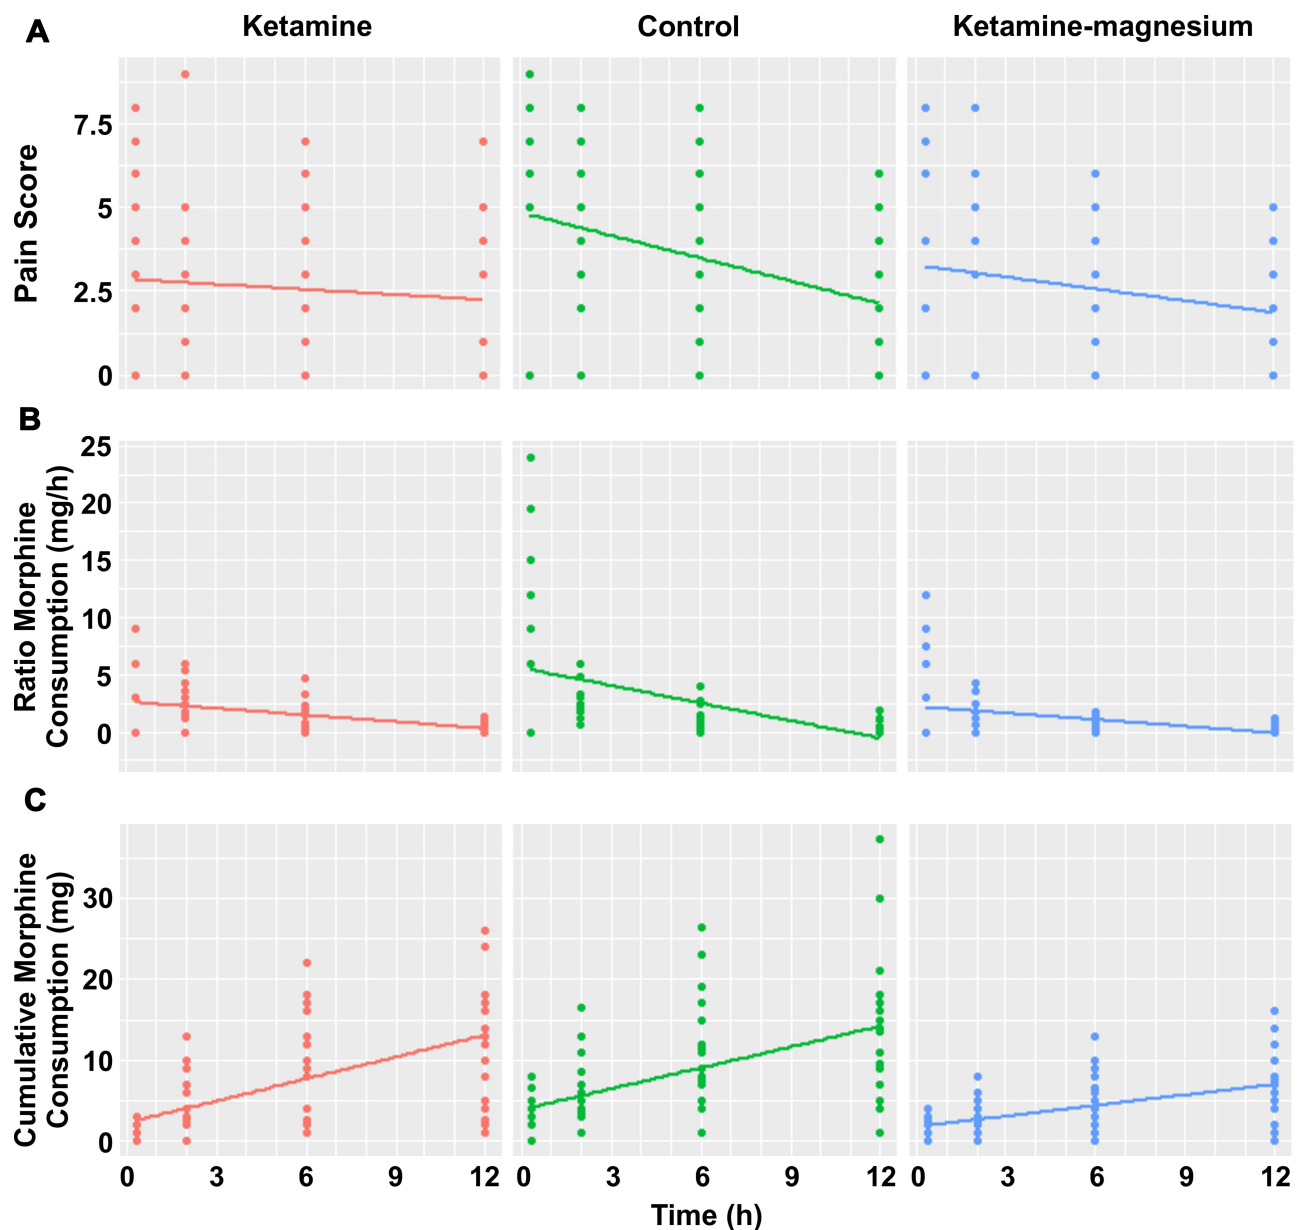 A
Ketamine
Control
Ketamine-magnesium
Pain Score
7.5
5
2.5
0
B
Ratio Morphine
Consumption (mg/h)
25
20
15
10
5
0
C
Cumulative Morphine
Consumption (mg)
30
20
10
0
0 3 6 9 12 0 3 6 9 12 0 3 6 9 12
Time (h)